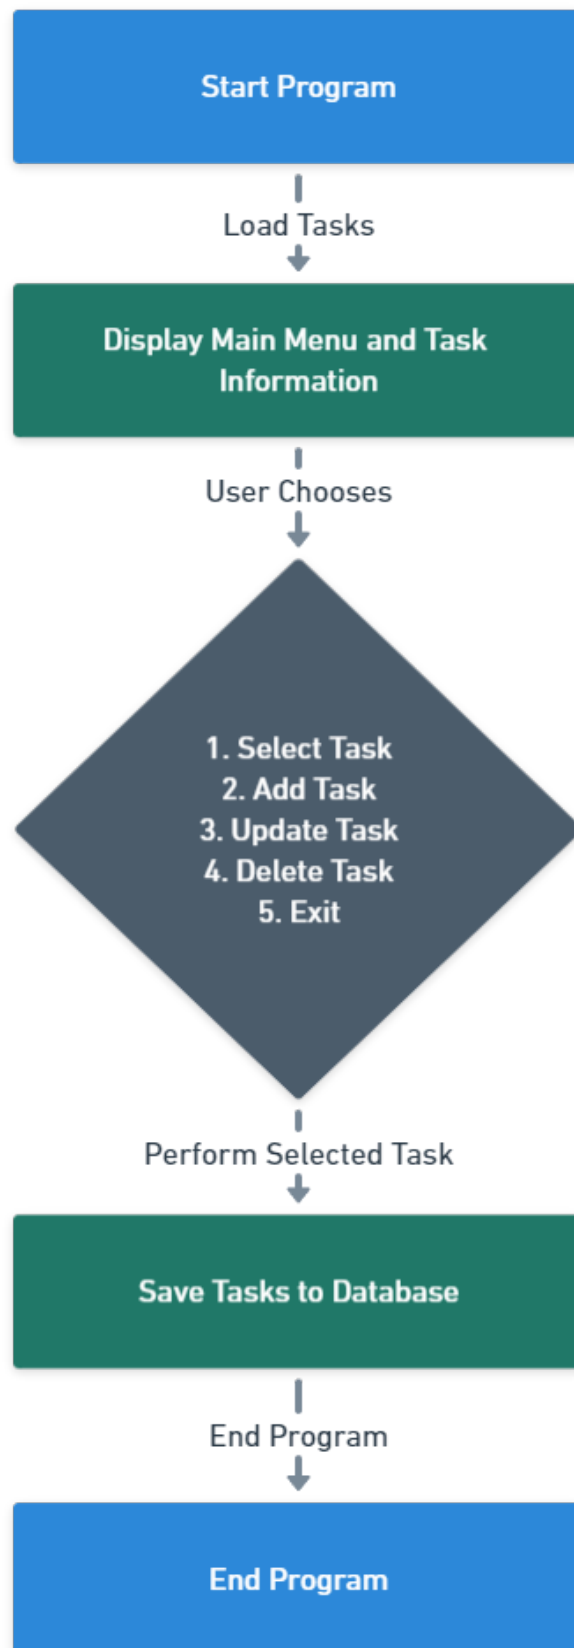 Start Program
Load Tasks
Display Main Menu and Task
Information
User Chooses
1. Select Task
2. Add Task
3. Update Task
4. Delete Task
5. Exit
Perform Selected Task
Save Tasks to Database
End Program
End Program